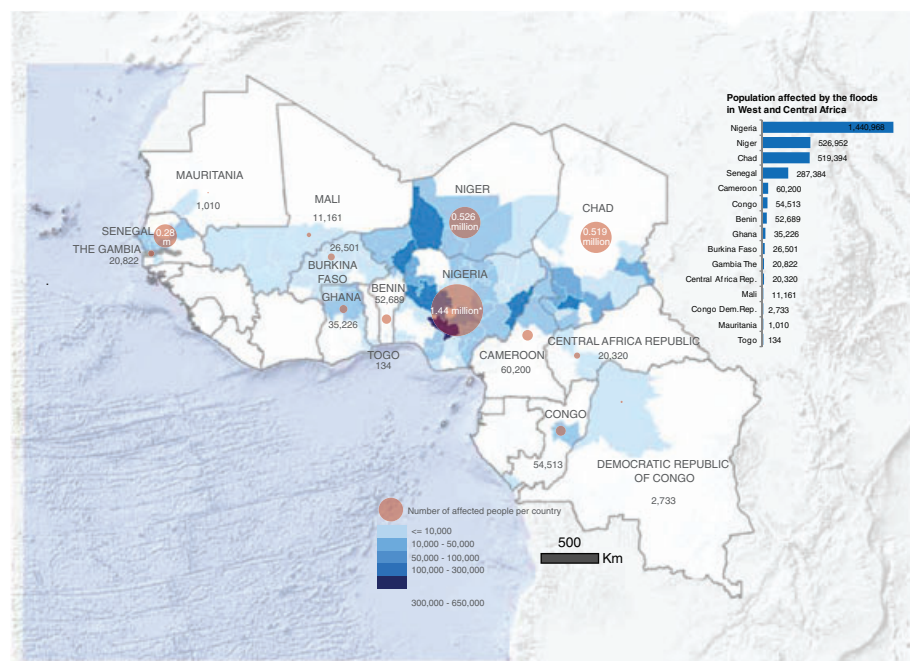 Population affected by the floods
in West and Central Africa
Nigeria 1,440,968
Niger 526,952
Chad 519,394
Senegal 287,384
Cameroon 60,200
Congo 54,513
Benin 52,689
Ghana 35,226
Burkina Faso 26,501
Gambia The 20,822
Central Africa Rep. 20,320
Mali 11,161
Congo Dem.Rep. 2,733
Mauritania 1,010
Togo 134
MAURITANIA
1,010
MALI
11,161
NIGER
0.526
million
CHAD
0.519
million
SENEGAL
0.28
m
THE GAMBIA
20,822
26,501
BURKINA
FASO
NIGERIA
1.44 million*
BENIN
52,689
GHANA
35,226
TOGO
134
CAMEROON
60,200
CENTRAL AFRICA REPUBLIC
20,320
CONGO
54,513
DEMOCRATIC REPUBLIC
OF CONGO
2,733
Number of affected people per country
<= 10,000
10,000 - 50,000
50,000 - 100,000
100,000 - 300,000
300,000 - 650,000
500
Km